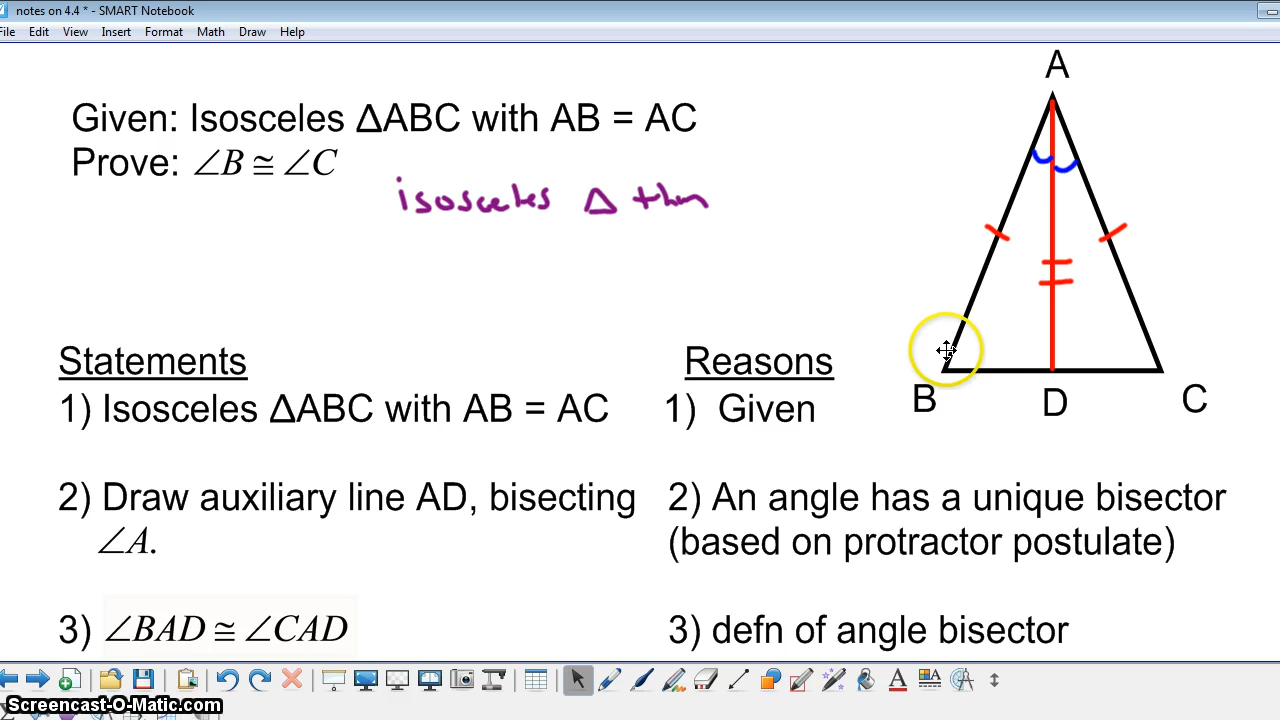 notes on 4.4 * - SMART Notebook
File Edit View Insert Format Math Draw Help
A
Given: Isosceles ΔABC with AB = AC
Prove: ∠B ≅ ∠C
isosceles Δ thm
Statements
Reasons
B
D
C
1) Isosceles ΔABC with AB = AC
1) Given
2) Draw auxiliary line AD, bisecting
∠A.
2) An angle has a unique bisector
(based on protractor postulate)
3) ∠BAD ≅ ∠CAD
3) defn of angle bisector
Screencast-O-Matic.com